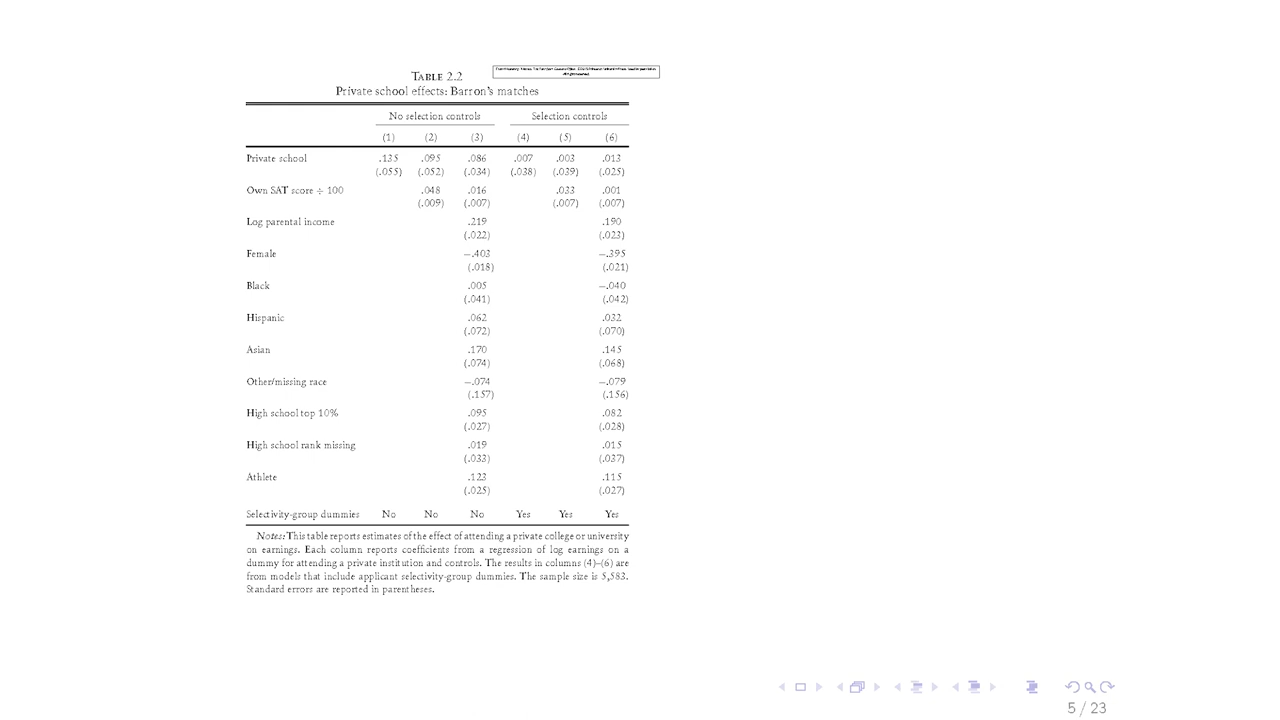 TABLE 2.2
Private school effects: Barron's matches
No selection controls Selection controls
(1) (2) (3) (4) (5) (6)
Private school .135 .095 .086 .007 .003 .013
(.055) (.052) (.034) (.038) (.039) (.025)
Own SAT score ÷ 100 .048 .016 .033 .001
(.009) (.007) (.007) (.007)
Log parental income .219 .190
(.022) (.023)
Female −.403 −.395
(.018) (.021)
Black .005 −.040
(.041) (.042)
Hispanic .062 .032
(.072) (.070)
Asian .170 .145
(.074) (.068)
Other/missing race −.074 −.079
(.157) (.156)
High school top 10% .095 .082
(.027) (.028)
High school rank missing .019 .015
(.033) (.037)
Athlete .123 .115
(.025) (.027)
Selectivity-group dummies No No No Yes Yes Yes
Notes: This table reports estimates of the effect of attending a private college or university
on earnings. Each column reports coefficients from a regression of log earnings on a
dummy for attending a private institution and controls. The results in columns (4)–(6) are
from models that include applicant selectivity-group dummies. The sample size is 5,583.
Standard errors are reported in parentheses.
5 / 23